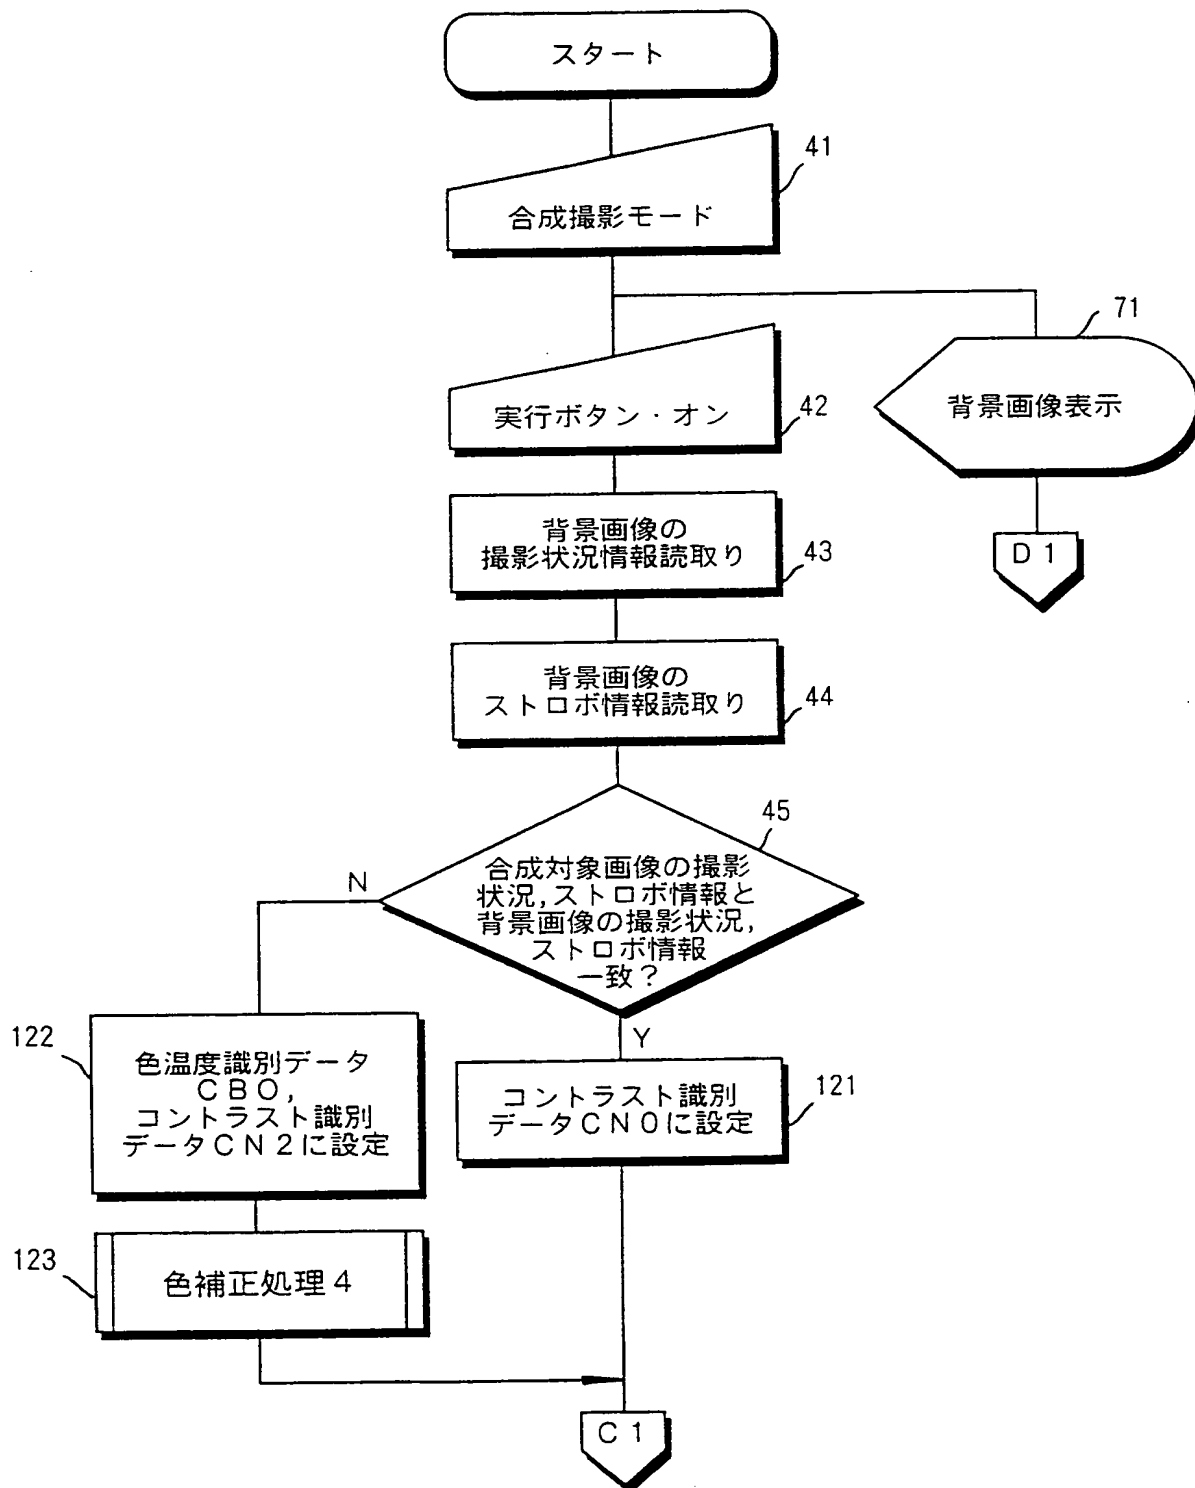 スタート
41
合成撮影モード
71
背景画像表示
実行ボタン・オン
42
D1
背景画像の
撮影状況情報読取り
43
背景画像の
ストロボ情報読取り
44
45
合成対象画像の撮影
状況,ストロボ情報と
背景画像の撮影状況,
ストロボ情報
一致?
N
Y
122
色温度識別データ
CBO,
コントラスト識別
データCN2に設定
121
コントラスト識別
データCN0に設定
123
色補正処理4
C1